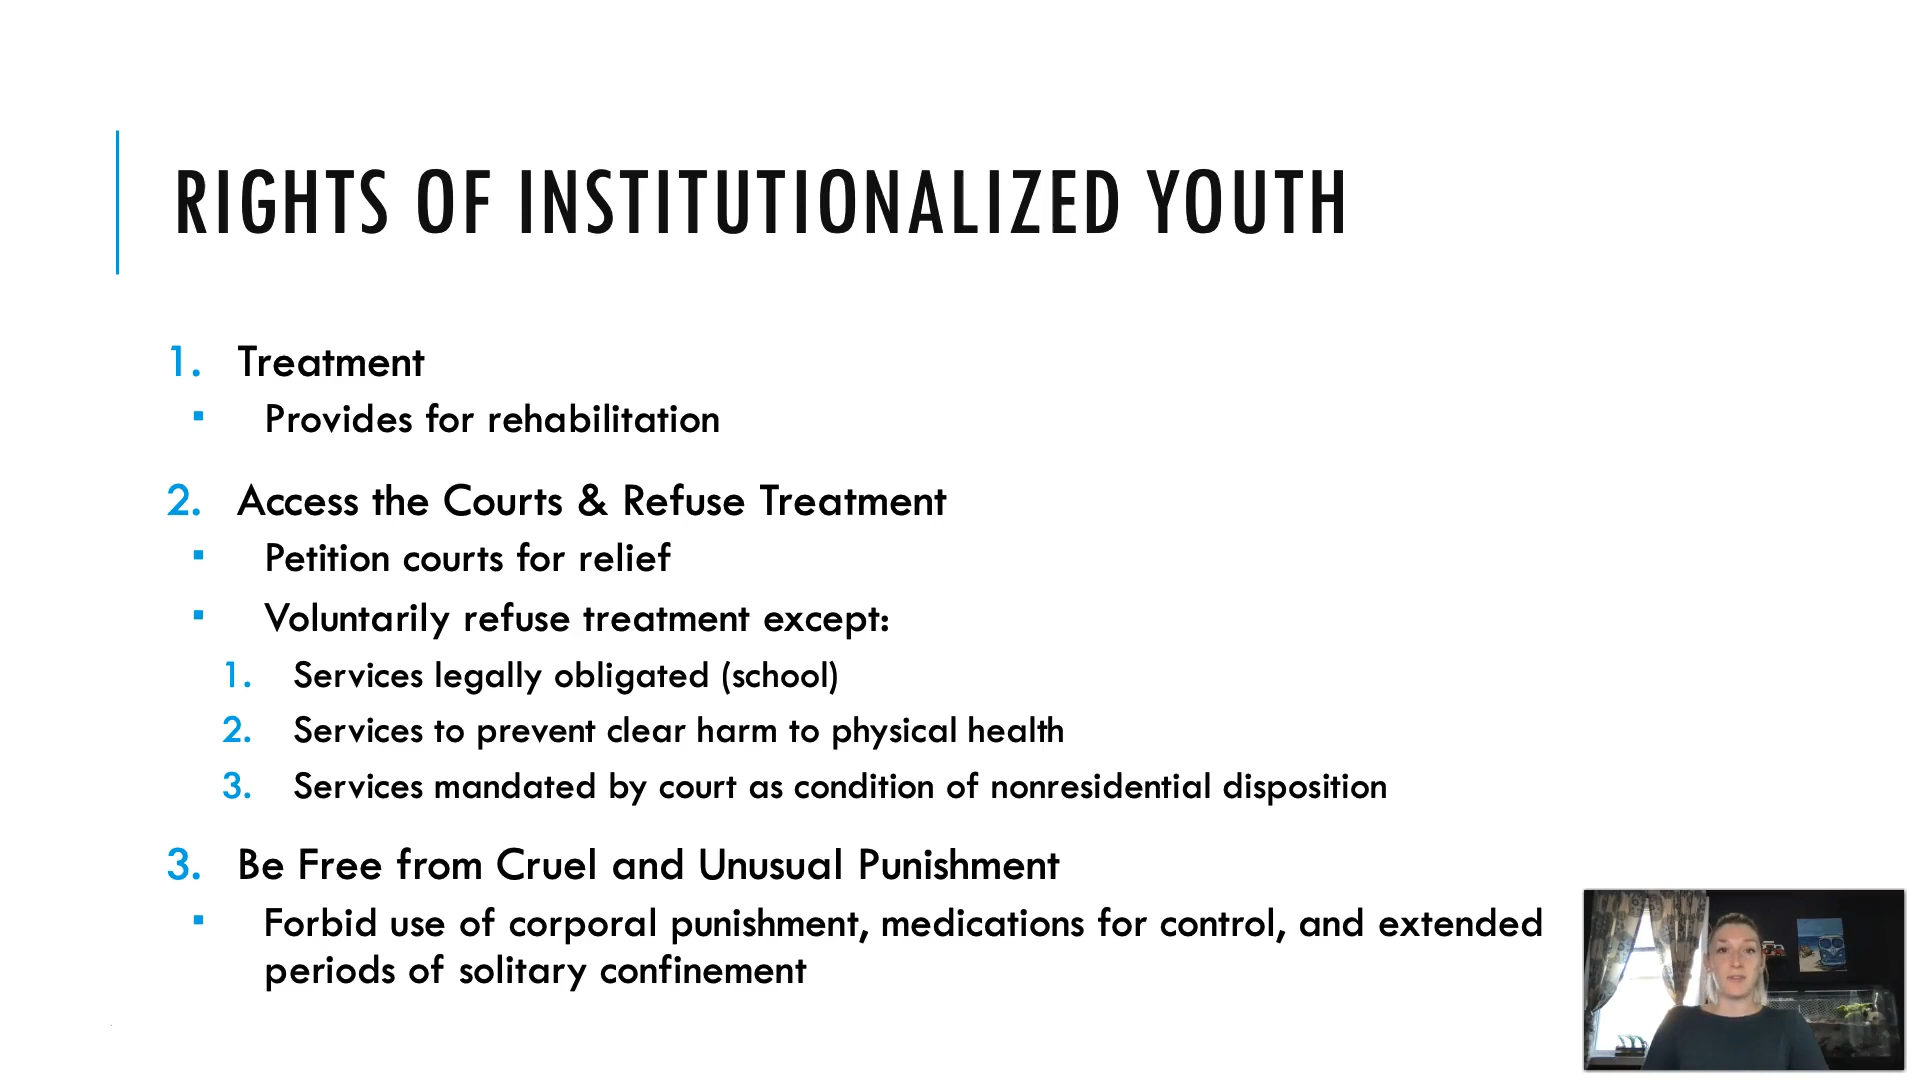 RIGHTS OF INSTITUTIONALIZED YOUTH
1. Treatment
▪ Provides for rehabilitation
2. Access the Courts & Refuse Treatment
▪ Petition courts for relief
▪ Voluntarily refuse treatment except:
1. Services legally obligated (school)
2. Services to prevent clear harm to physical health
3. Services mandated by court as condition of nonresidential disposition
3. Be Free from Cruel and Unusual Punishment
▪ Forbid use of corporal punishment, medications for control, and extended
periods of solitary confinement